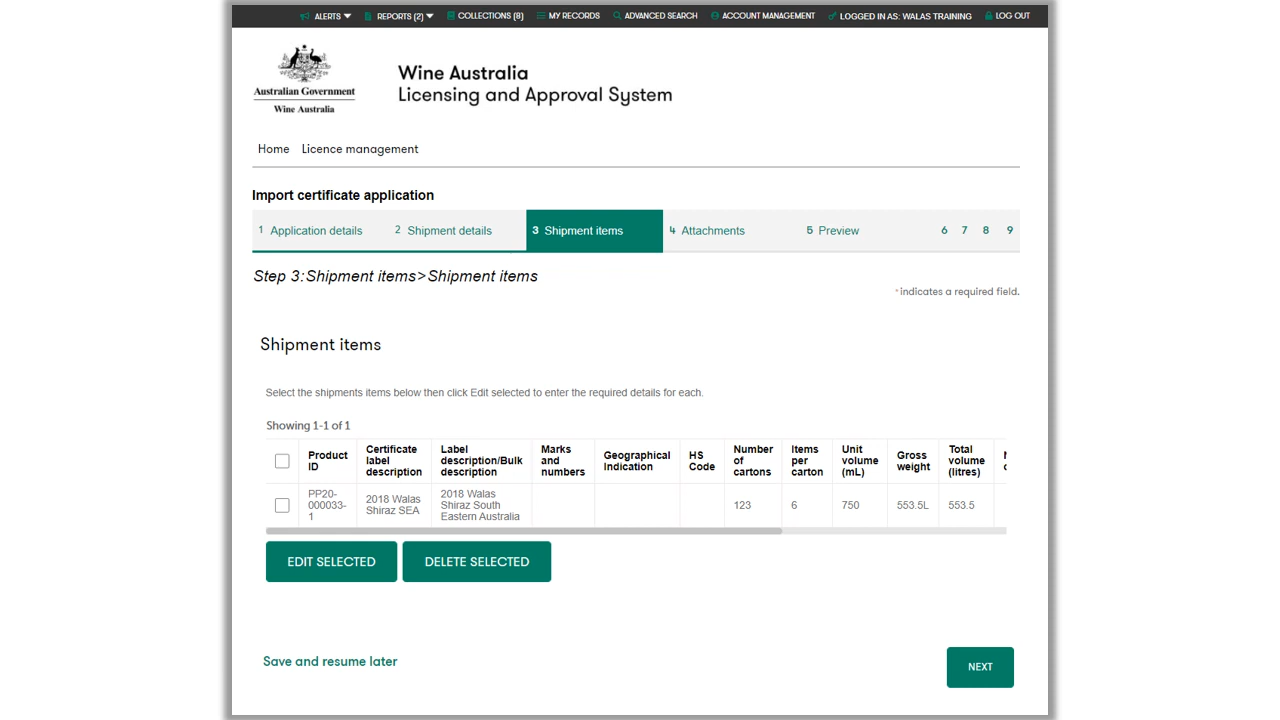 ALERTS REPORTS (2) COLLECTIONS (8) MY RECORDS ADVANCED SEARCH ACCOUNT MANAGEMENT LOGGED IN AS: WALAS TRAINING LOG OUT
Australian Government
Wine Australia
Wine Australia
Licensing and Approval System
Home Licence management
Import certificate application
1 Application details 2 Shipment details 3 Shipment items 4 Attachments 5 Preview 6 7 8 9
Step 3:Shipment items>Shipment items
*indicates a required field.
Shipment items
Select the shipments items below then click Edit selected to enter the required details for each.
Showing 1-1 of 1
Product ID Certificate label description Label description/Bulk description Marks and numbers Geographical Indication HS Code Number of cartons Items per carton Unit volume (mL) Gross weight Total volume (litres)
PP20-000033-1 2018 Walas Shiraz SEA 2018 Walas Shiraz South Eastern Australia 123 6 750 553.5L 553.5
EDIT SELECTED DELETE SELECTED
Save and resume later
NEXT